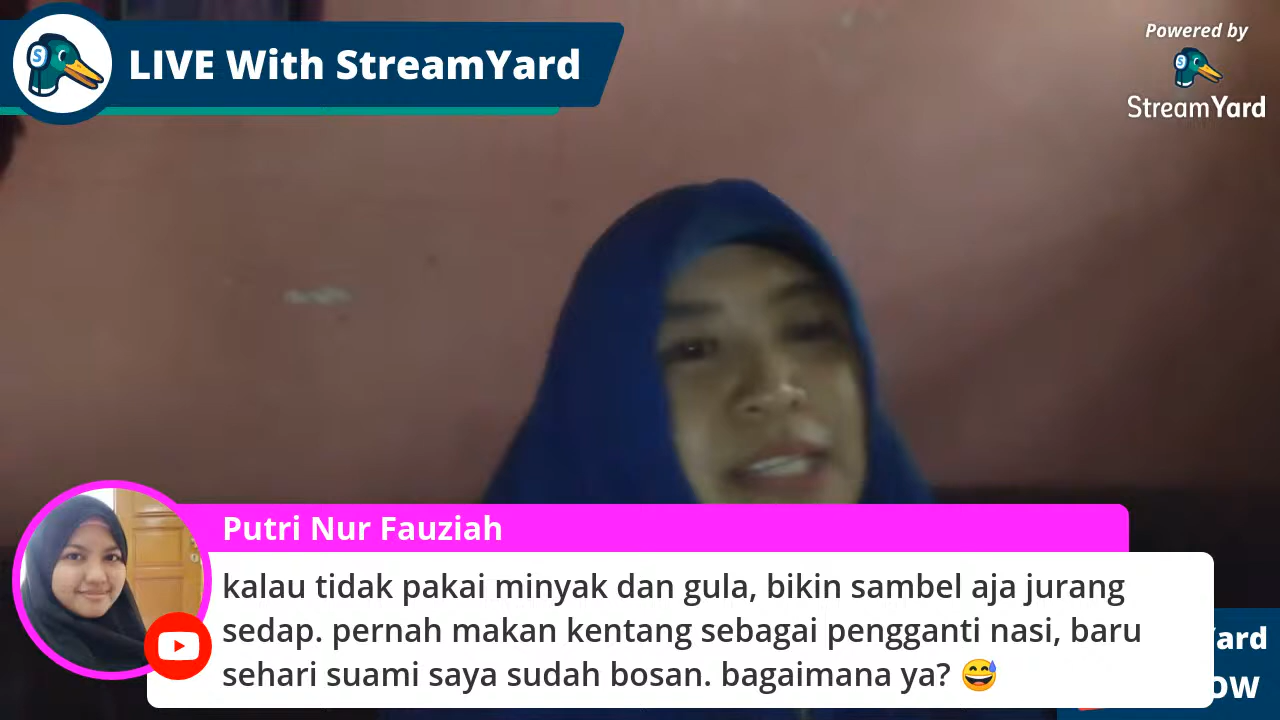 LIVE With StreamYard
Powered by
StreamYard
Putri Nur Fauziah
kalau tidak pakai minyak dan gula, bikin sambel aja jurang
sedap. pernah makan kentang sebagai pengganti nasi, baru
sehari suami saya sudah bosan. bagaimana ya? 😅